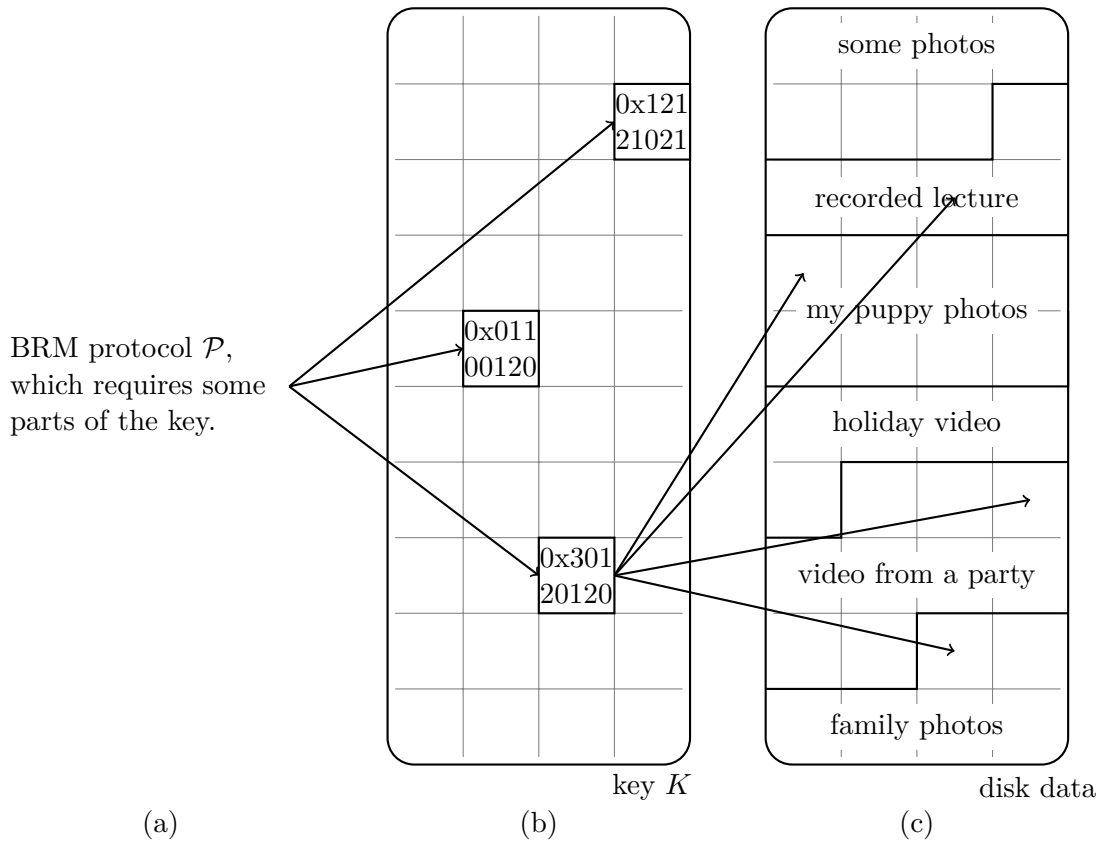 BRM protocol 𝒫,
which requires some
parts of the key.
0x121
21021
0x011
00120
0x301
20120
key K
some photos
recorded lecture
my puppy photos
holiday video
video from a party
family photos
disk data
(a)
(b)
(c)